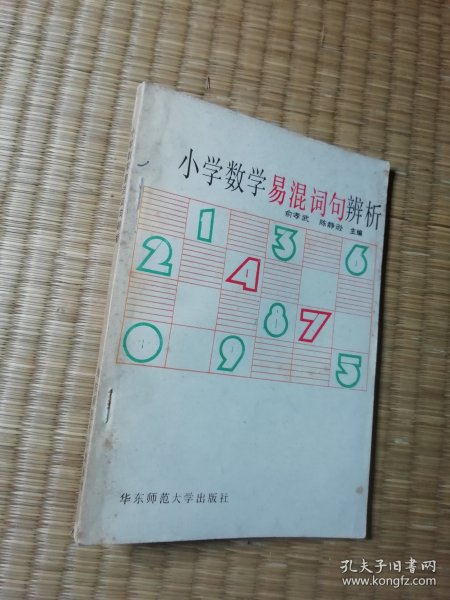 小学数学易混词句辨析
俞孝武 陈静逊 主编
1 3 6
2 4
8 7
0 9 5
华东师范大学出版社
孔夫子旧书网
www.kongfz.com